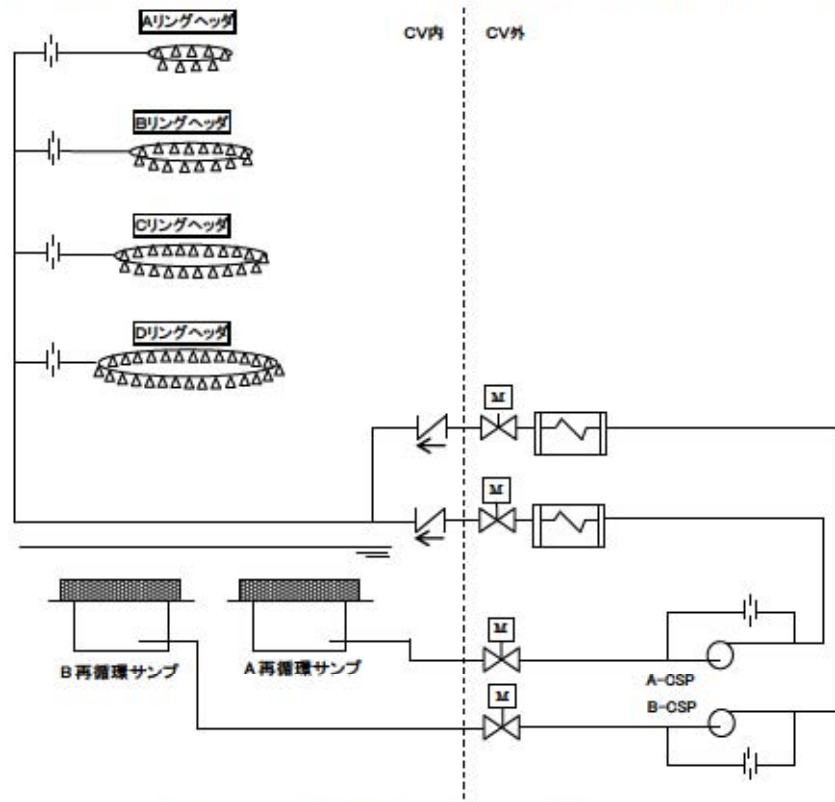 Aリングヘッダ
CV内
CV外
Bリングヘッダ
Cリングヘッダ
Dリングヘッダ
M
M
M
B再循環サンプ
A再循環サンプ
A-CSP
M
B-CSP